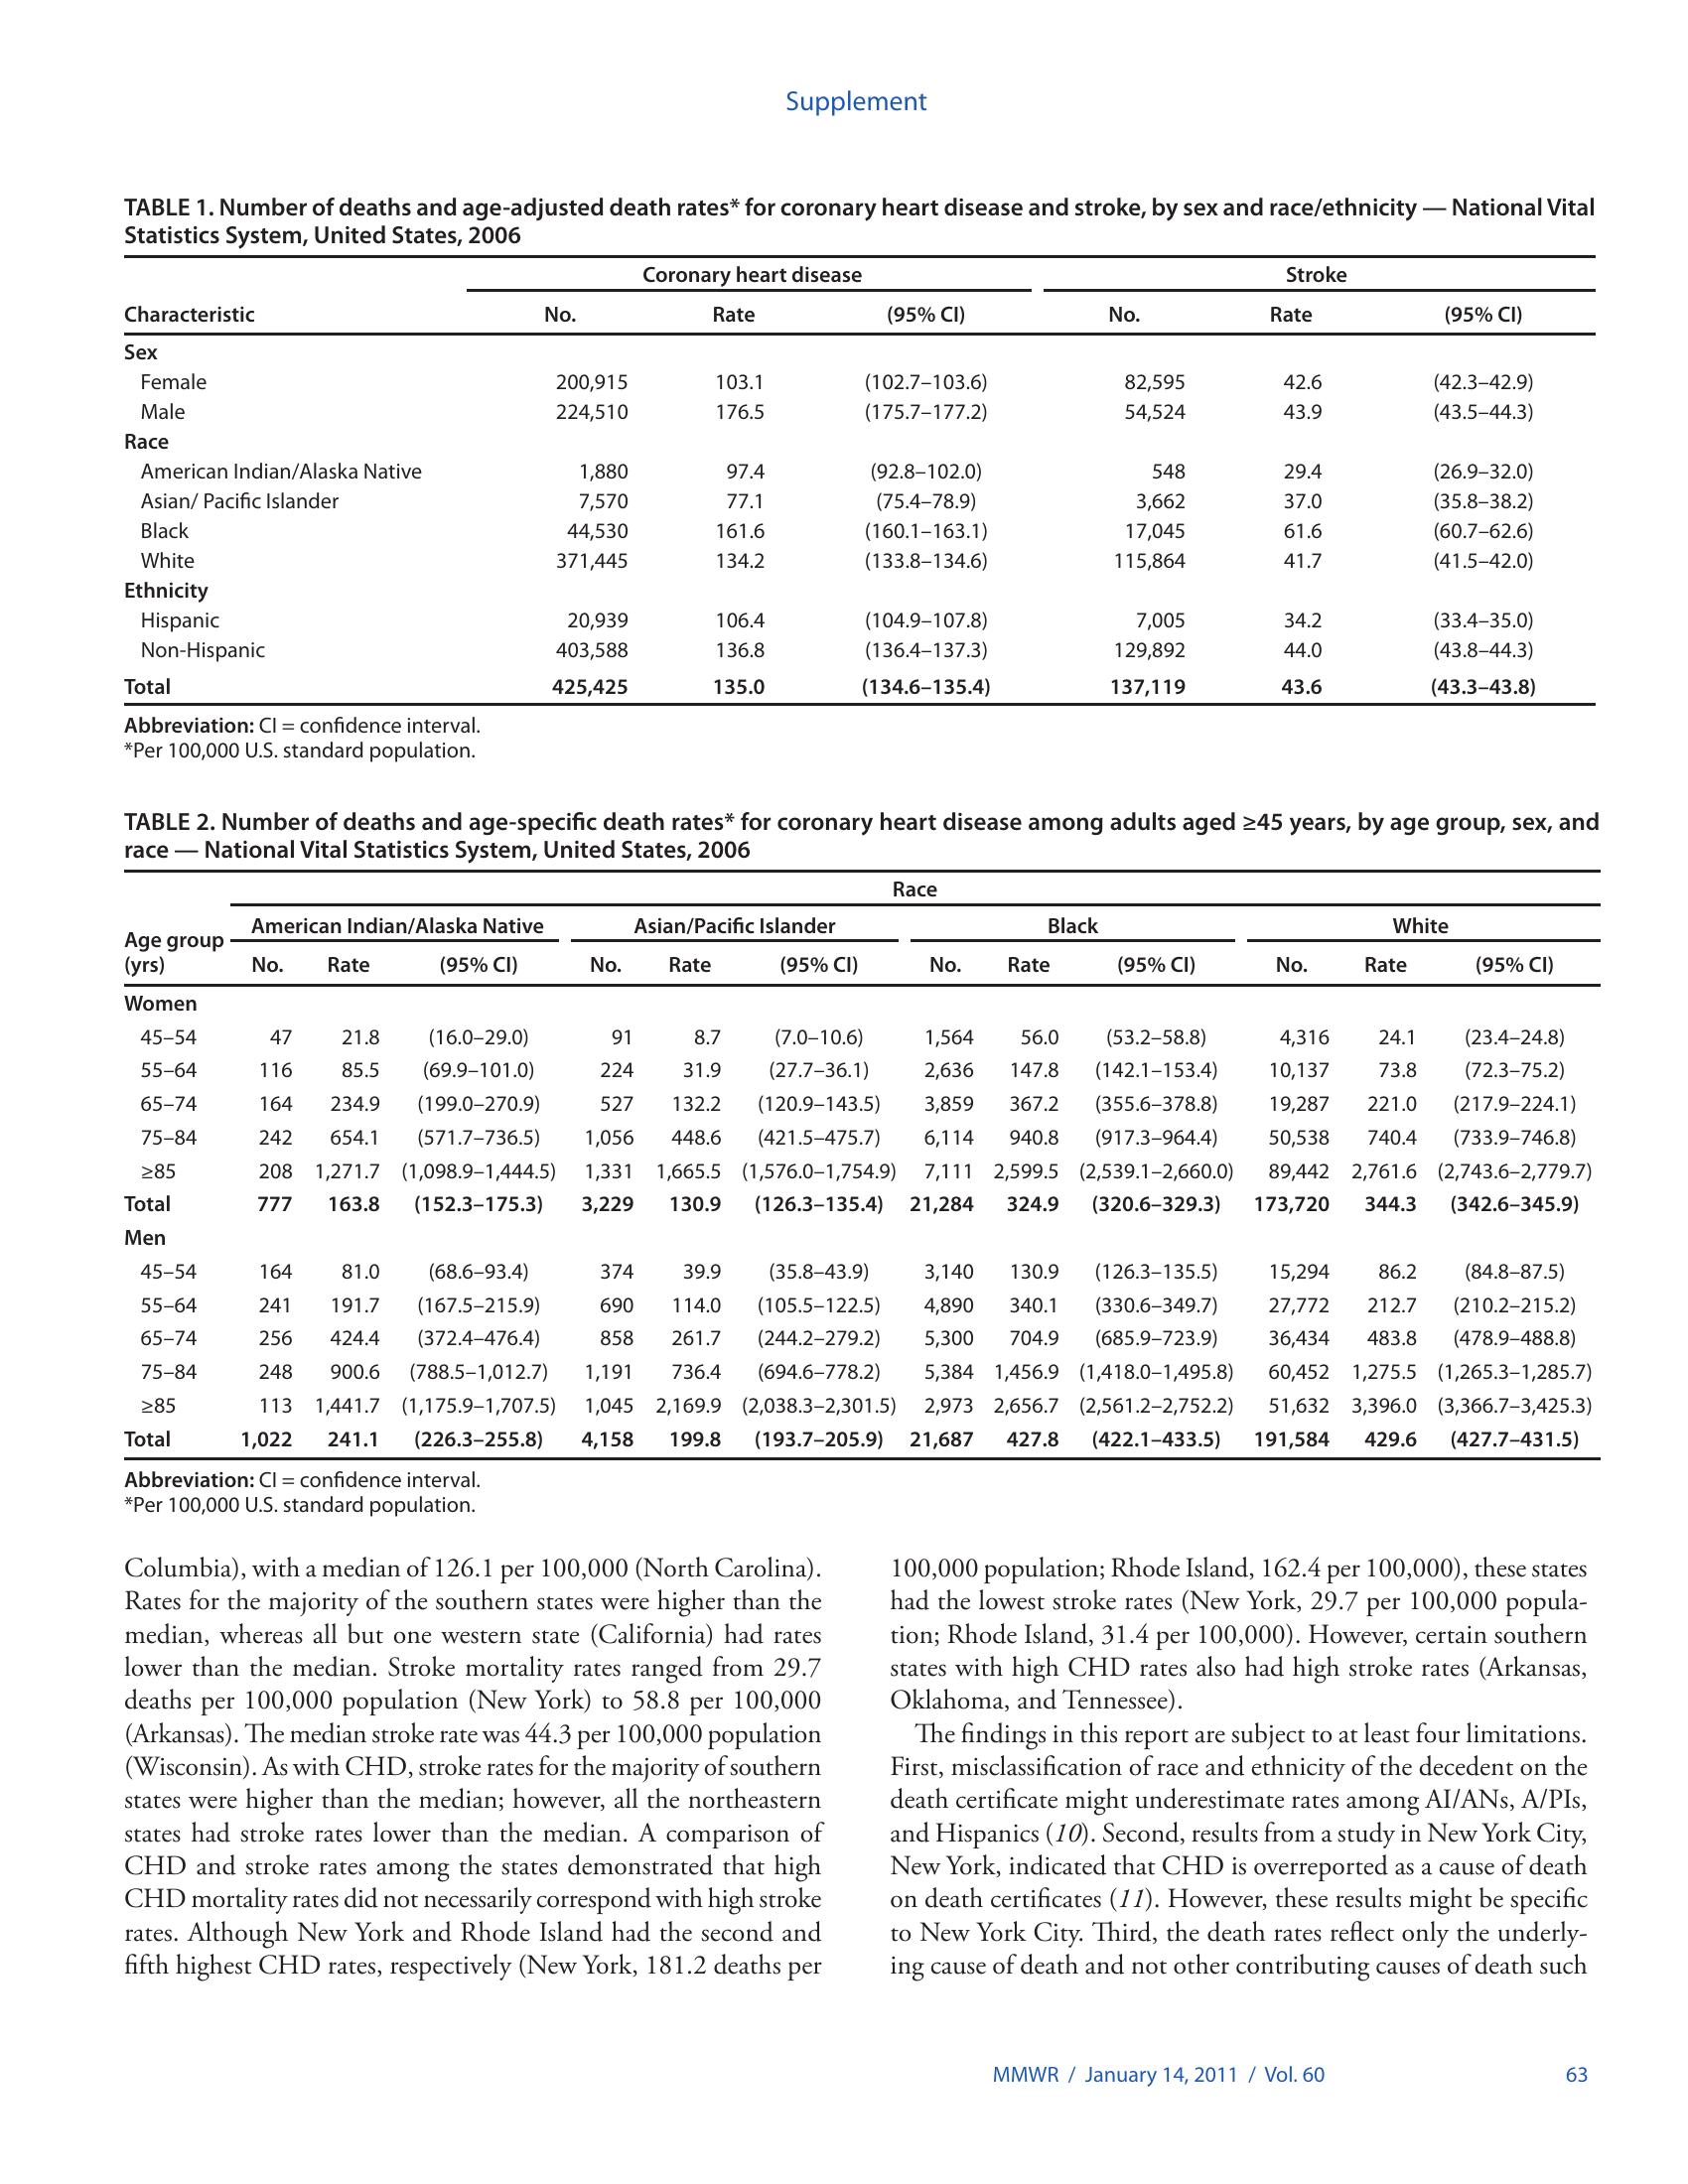 Supplement
TABLE 1. Number of deaths and age-adjusted death rates* for coronary heart disease and stroke, by sex and race/ethnicity — National Vital
Statistics System, United States, 2006
Coronary heart disease Stroke
Characteristic No. Rate (95% CI) No. Rate (95% CI)
Sex
Female 200,915 103.1 (102.7–103.6) 82,595 42.6 (42.3–42.9)
Male 224,510 176.5 (175.7–177.2) 54,524 43.9 (43.5–44.3)
Race
American Indian/Alaska Native 1,880 97.4 (92.8–102.0) 548 29.4 (26.9–32.0)
Asian/ Pacific Islander 7,570 77.1 (75.4–78.9) 3,662 37.0 (35.8–38.2)
Black 44,530 161.6 (160.1–163.1) 17,045 61.6 (60.7–62.6)
White 371,445 134.2 (133.8–134.6) 115,864 41.7 (41.5–42.0)
Ethnicity
Hispanic 20,939 106.4 (104.9–107.8) 7,005 34.2 (33.4–35.0)
Non-Hispanic 403,588 136.8 (136.4–137.3) 129,892 44.0 (43.8–44.3)
Total 425,425 135.0 (134.6–135.4) 137,119 43.6 (43.3–43.8)
Abbreviation: CI = confidence interval.
*Per 100,000 U.S. standard population.
TABLE 2. Number of deaths and age-specific death rates* for coronary heart disease among adults aged ≥45 years, by age group, sex, and
race — National Vital Statistics System, United States, 2006
Race
American Indian/Alaska Native Asian/Pacific Islander Black White
Age group
(yrs) No. Rate (95% CI) No. Rate (95% CI) No. Rate (95% CI) No. Rate (95% CI)
Women
45–54 47 21.8 (16.0–29.0) 91 8.7 (7.0–10.6) 1,564 56.0 (53.2–58.8) 4,316 24.1 (23.4–24.8)
55–64 116 85.5 (69.9–101.0) 224 31.9 (27.7–36.1) 2,636 147.8 (142.1–153.4) 10,137 73.8 (72.3–75.2)
65–74 164 234.9 (199.0–270.9) 527 132.2 (120.9–143.5) 3,859 367.2 (355.6–378.8) 19,287 221.0 (217.9–224.1)
75–84 242 654.1 (571.7–736.5) 1,056 448.6 (421.5–475.7) 6,114 940.8 (917.3–964.4) 50,538 740.4 (733.9–746.8)
≥85 208 1,271.7 (1,098.9–1,444.5) 1,331 1,665.5 (1,576.0–1,754.9) 7,111 2,599.5 (2,539.1–2,660.0) 89,442 2,761.6 (2,743.6–2,779.7)
Total 777 163.8 (152.3–175.3) 3,229 130.9 (126.3–135.4) 21,284 324.9 (320.6–329.3) 173,720 344.3 (342.6–345.9)
Men
45–54 164 81.0 (68.6–93.4) 374 39.9 (35.8–43.9) 3,140 130.9 (126.3–135.5) 15,294 86.2 (84.8–87.5)
55–64 241 191.7 (167.5–215.9) 690 114.0 (105.5–122.5) 4,890 340.1 (330.6–349.7) 27,772 212.7 (210.2–215.2)
65–74 256 424.4 (372.4–476.4) 858 261.7 (244.2–279.2) 5,300 704.9 (685.9–723.9) 36,434 483.8 (478.9–488.8)
75–84 248 900.6 (788.5–1,012.7) 1,191 736.4 (694.6–778.2) 5,384 1,456.9 (1,418.0–1,495.8) 60,452 1,275.5 (1,265.3–1,285.7)
≥85 113 1,441.7 (1,175.9–1,707.5) 1,045 2,169.9 (2,038.3–2,301.5) 2,973 2,656.7 (2,561.2–2,752.2) 51,632 3,396.0 (3,366.7–3,425.3)
Total 1,022 241.1 (226.3–255.8) 4,158 199.8 (193.7–205.9) 21,687 427.8 (422.1–433.5) 191,584 429.6 (427.7–431.5)
Abbreviation: CI = confidence interval.
*Per 100,000 U.S. standard population.
Columbia), with a median of 126.1 per 100,000 (North Carolina).
Rates for the majority of the southern states were higher than the
median, whereas all but one western state (California) had rates
lower than the median. Stroke mortality rates ranged from 29.7
deaths per 100,000 population (New York) to 58.8 per 100,000
(Arkansas). The median stroke rate was 44.3 per 100,000 population
(Wisconsin). As with CHD, stroke rates for the majority of southern
states were higher than the median; however, all the northeastern
states had stroke rates lower than the median. A comparison of
CHD and stroke rates among the states demonstrated that high
CHD mortality rates did not necessarily correspond with high stroke
rates. Although New York and Rhode Island had the second and
fifth highest CHD rates, respectively (New York, 181.2 deaths per
100,000 population; Rhode Island, 162.4 per 100,000), these states
had the lowest stroke rates (New York, 29.7 per 100,000 popula-
tion; Rhode Island, 31.4 per 100,000). However, certain southern
states with high CHD rates also had high stroke rates (Arkansas,
Oklahoma, and Tennessee).
The findings in this report are subject to at least four limitations.
First, misclassification of race and ethnicity of the decedent on the
death certificate might underestimate rates among AI/ANs, A/PIs,
and Hispanics (10). Second, results from a study in New York City,
New York, indicated that CHD is overreported as a cause of death
on death certificates (11). However, these results might be specific
to New York City. Third, the death rates reflect only the underly-
ing cause of death and not other contributing causes of death such
MMWR / January 14, 2011 / Vol. 60 63